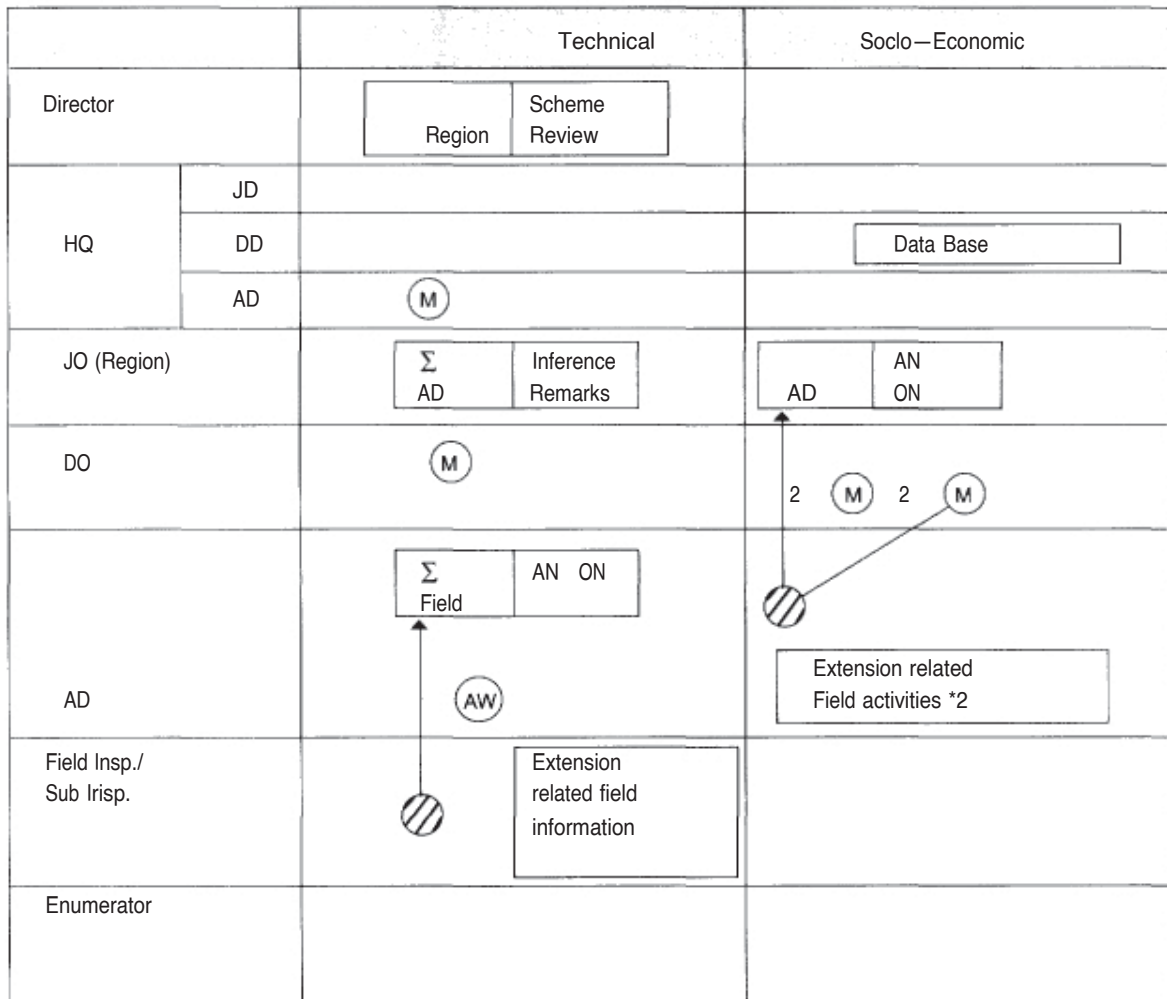 Technical
Soclo—Economic
Director
Region
Scheme
Review
HQ
JD
DD
Data Base
AD
M
JO (Region)
Σ
AD
Inference
Remarks
AD
AN
ON
DO
M
2 M 2 M
Σ
Field
AN ON
AD
AW
Extension related
Field activities *2
Field Insp./
Sub Irisp.
Extension
related field
information
Enumerator